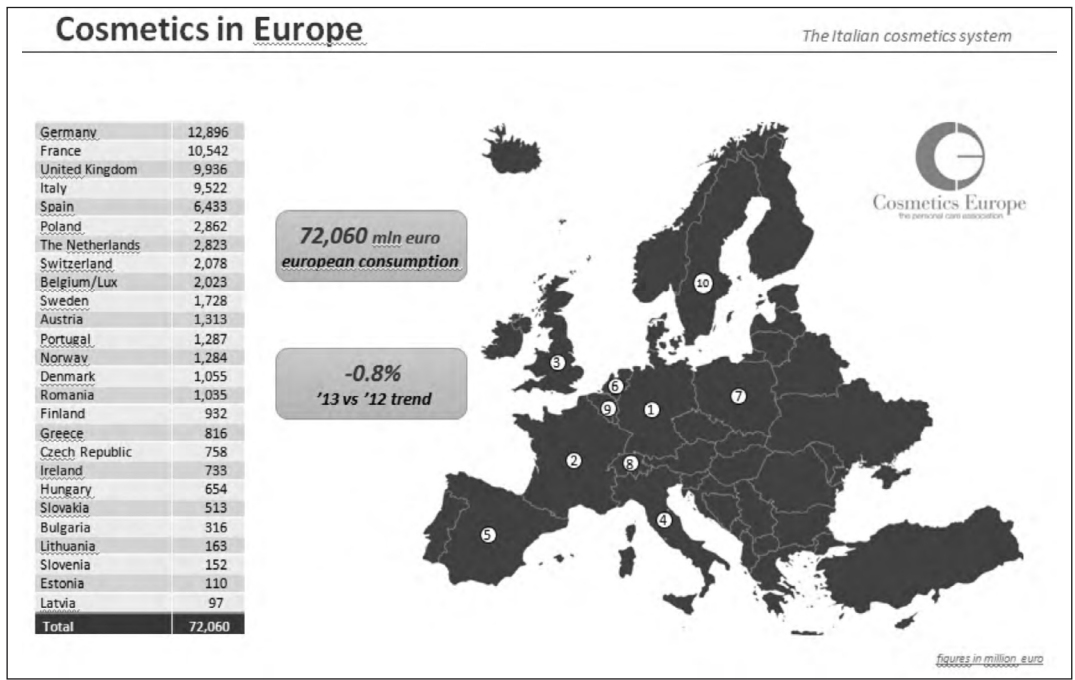 Cosmetics in Europe
The Italian cosmetics system
Germany 12,896
France 10,542
United Kingdom 9,936
Italy 9,522
Spain 6,433
Poland 2,862
The Netherlands 2,823
Switzerland 2,078
Belgium/Lux 2,023
Sweden 1,728
Austria 1,313
Portugal 1,287
Norway 1,284
Denmark 1,055
Romania 1,035
Finland 932
Greece 816
Czech Republic 758
Ireland 733
Hungary 654
Slovakia 513
Bulgaria 316
Lithuania 163
Slovenia 152
Estonia 110
Latvia 97
Total 72,060
72,060 mln euro
european consumption
-0.8%
'13 vs '12 trend
Cosmetics Europe
the personal care association
10
3
6
7
9
1
2
8
4
5
figures in million euro